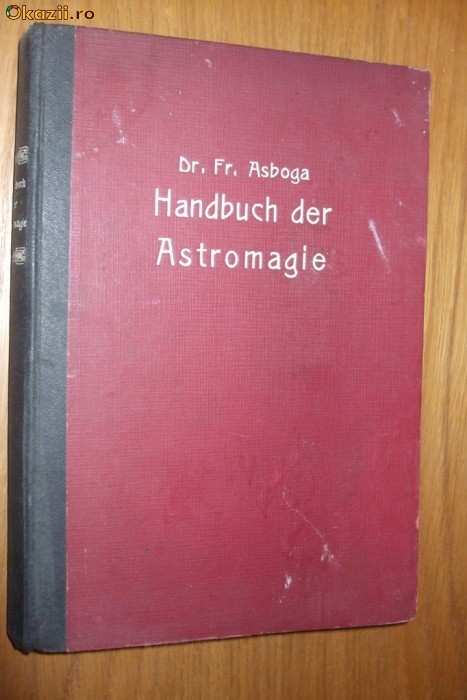 Okazii.ro
Dr. Fr. Asboga
Handbuch der
Astromagie